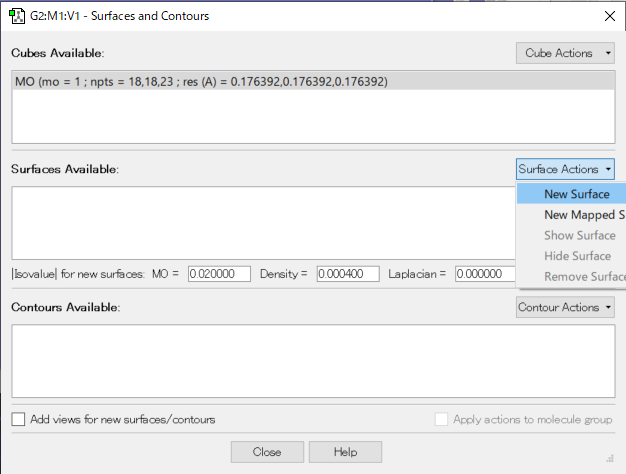 G2:M1:V1 - Surfaces and Contours
Cubes Available:
Cube Actions
MO (mo = 1 ; npts = 18,18,23 ; res (A) = 0.176392,0.176392,0.176392)
Surfaces Available:
Surface Actions
New Surface
New Mapped S
Show Surface
Hide Surface
Remove Surface
|Isovalue| for new surfaces: MO = 0.020000 Density = 0.000400 Laplacian = 0.000000
Contours Available:
Contour Actions
Add views for new surfaces/contours
Apply actions to molecule group
Close
Help